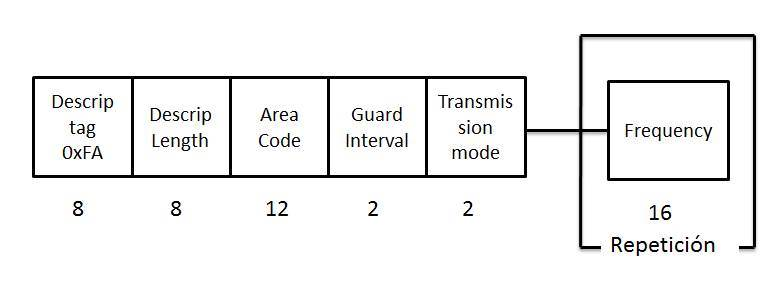 Descrip
tag
0xFA
Descrip
Length
Area
Code
Guard
Interval
Transmis
sion
mode
Frequency
8
8
12
2
2
16
Repetición